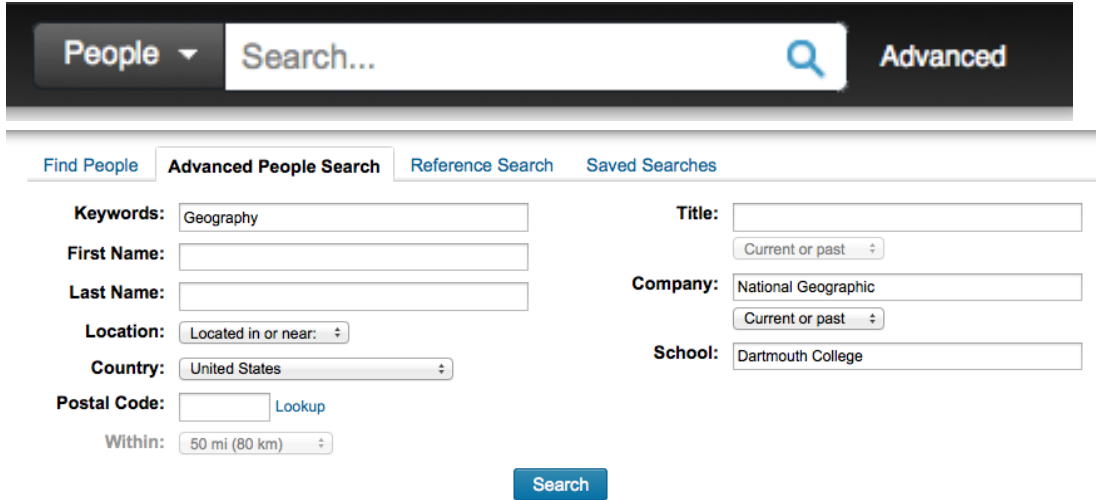 People Search... Advanced
Find People Advanced People Search Reference Search Saved Searches
Keywords: Geography
First Name:
Last Name:
Location: Located in or near:
Country: United States
Postal Code: Lookup
Within: 50 mi (80 km)
Title:
Current or past
Company: National Geographic
Current or past
School: Dartmouth College
Search